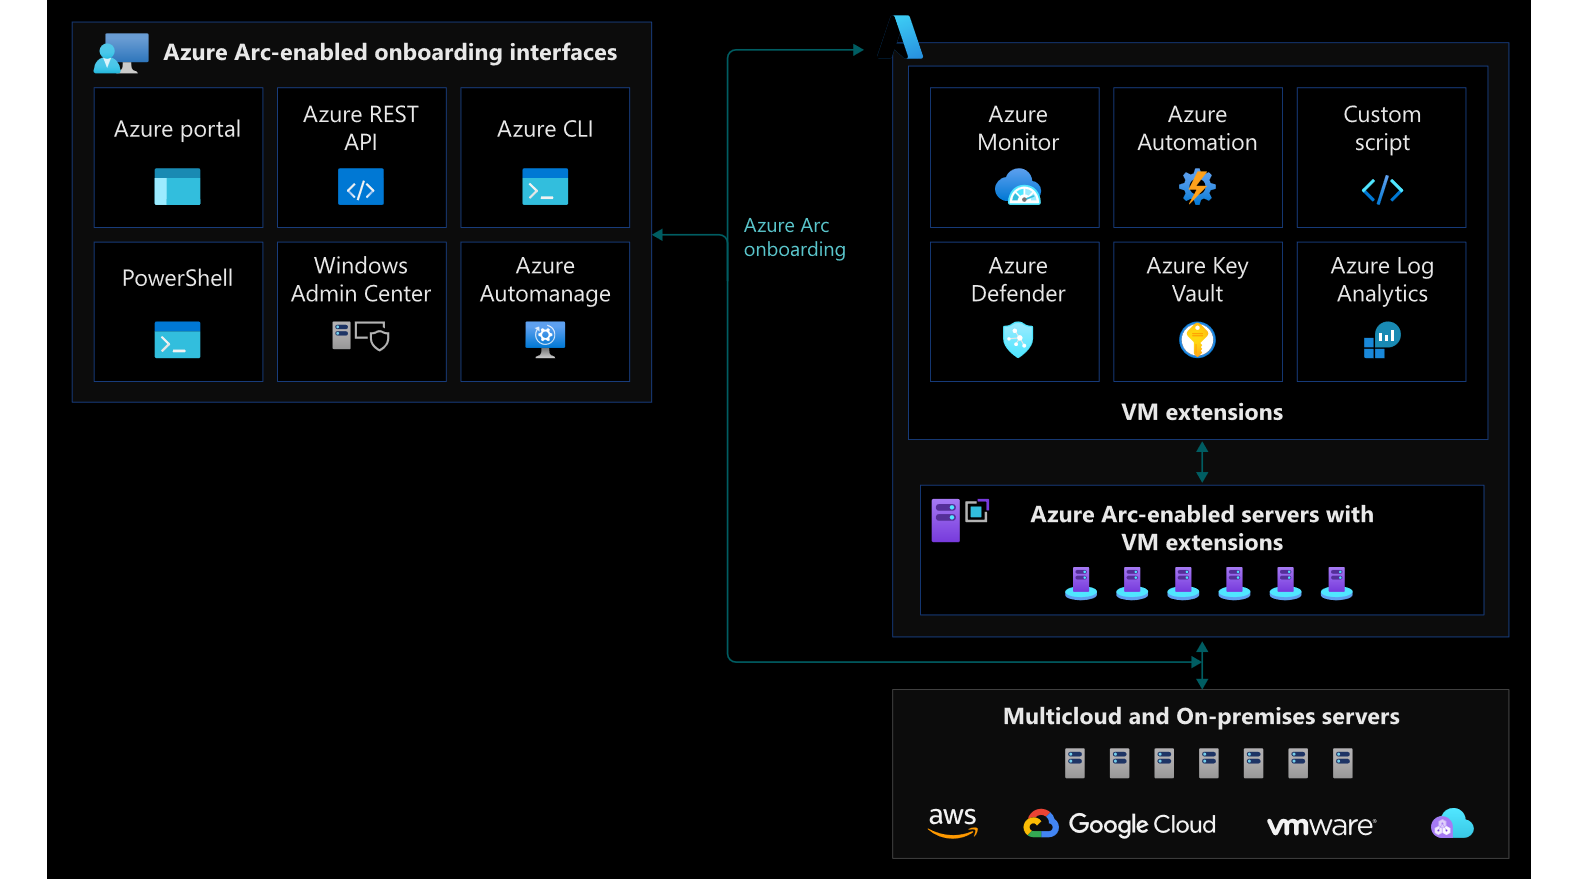 Azure Arc-enabled onboarding interfaces
Azure portal
Azure REST
API
Azure CLI
PowerShell
Windows
Admin Center
Azure
Automanage
Azure Arc
onboarding
Azure
Monitor
Azure
Automation
Custom
script
Azure
Defender
Azure Key
Vault
Azure Log
Analytics
VM extensions
Azure Arc-enabled servers with
VM extensions
Multicloud and On-premises servers
aws
Google Cloud
vmware®